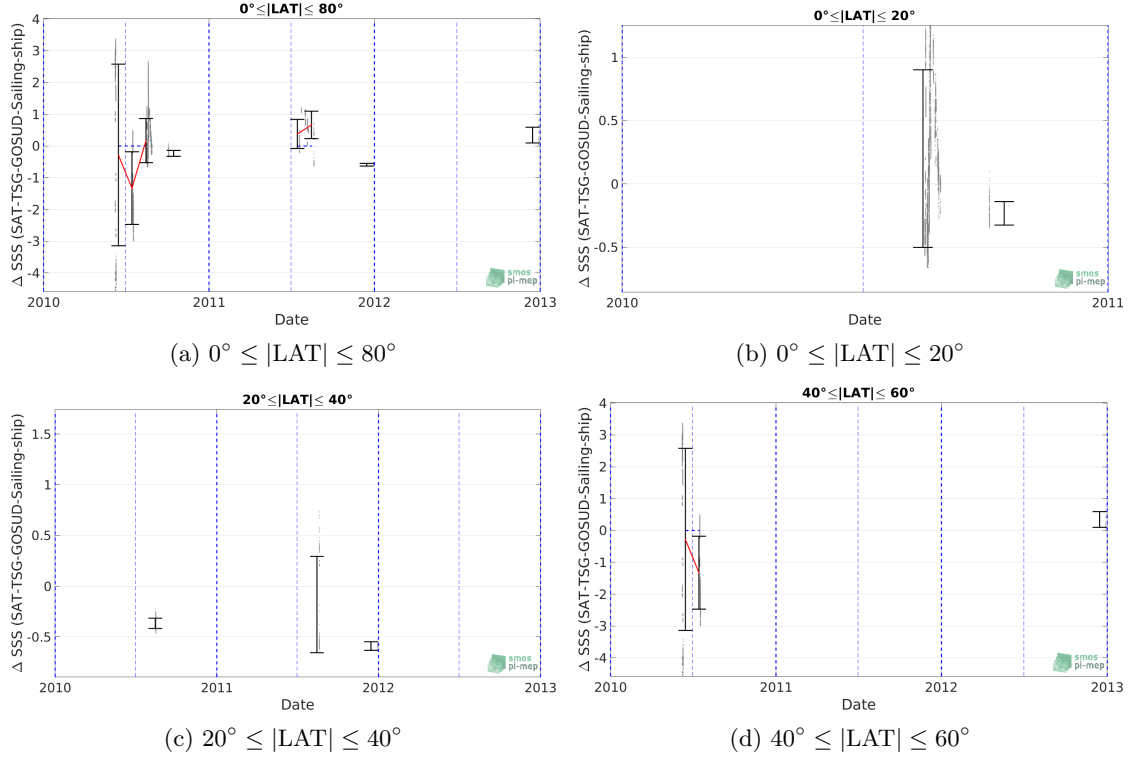 0°≤|LAT|≤ 80°
Δ SSS (SAT-TSG-GOSUD-Sailing-ship)
4
3
2
1
0
-1
-2
-3
-4
2010
2011
2012
2013
Date
smos
pi-mep
(a) 0° ≤ |LAT| ≤ 80°
0°≤|LAT|≤ 20°
Δ SSS (SAT-TSG-GOSUD-Sailing-ship)
1
0.5
0
-0.5
2010
2011
Date
smos
pi-mep
(b) 0° ≤ |LAT| ≤ 20°
20°≤|LAT|≤ 40°
Δ SSS (SAT-TSG-GOSUD-Sailing-ship)
1.5
1
0.5
0
-0.5
2010
2011
2012
2013
Date
smos
pi-mep
(c) 20° ≤ |LAT| ≤ 40°
40°≤|LAT|≤ 60°
Δ SSS (SAT-TSG-GOSUD-Sailing-ship)
4
3
2
1
0
-1
-2
-3
-4
2010
2011
2012
2013
Date
smos
pi-mep
(d) 40° ≤ |LAT| ≤ 60°